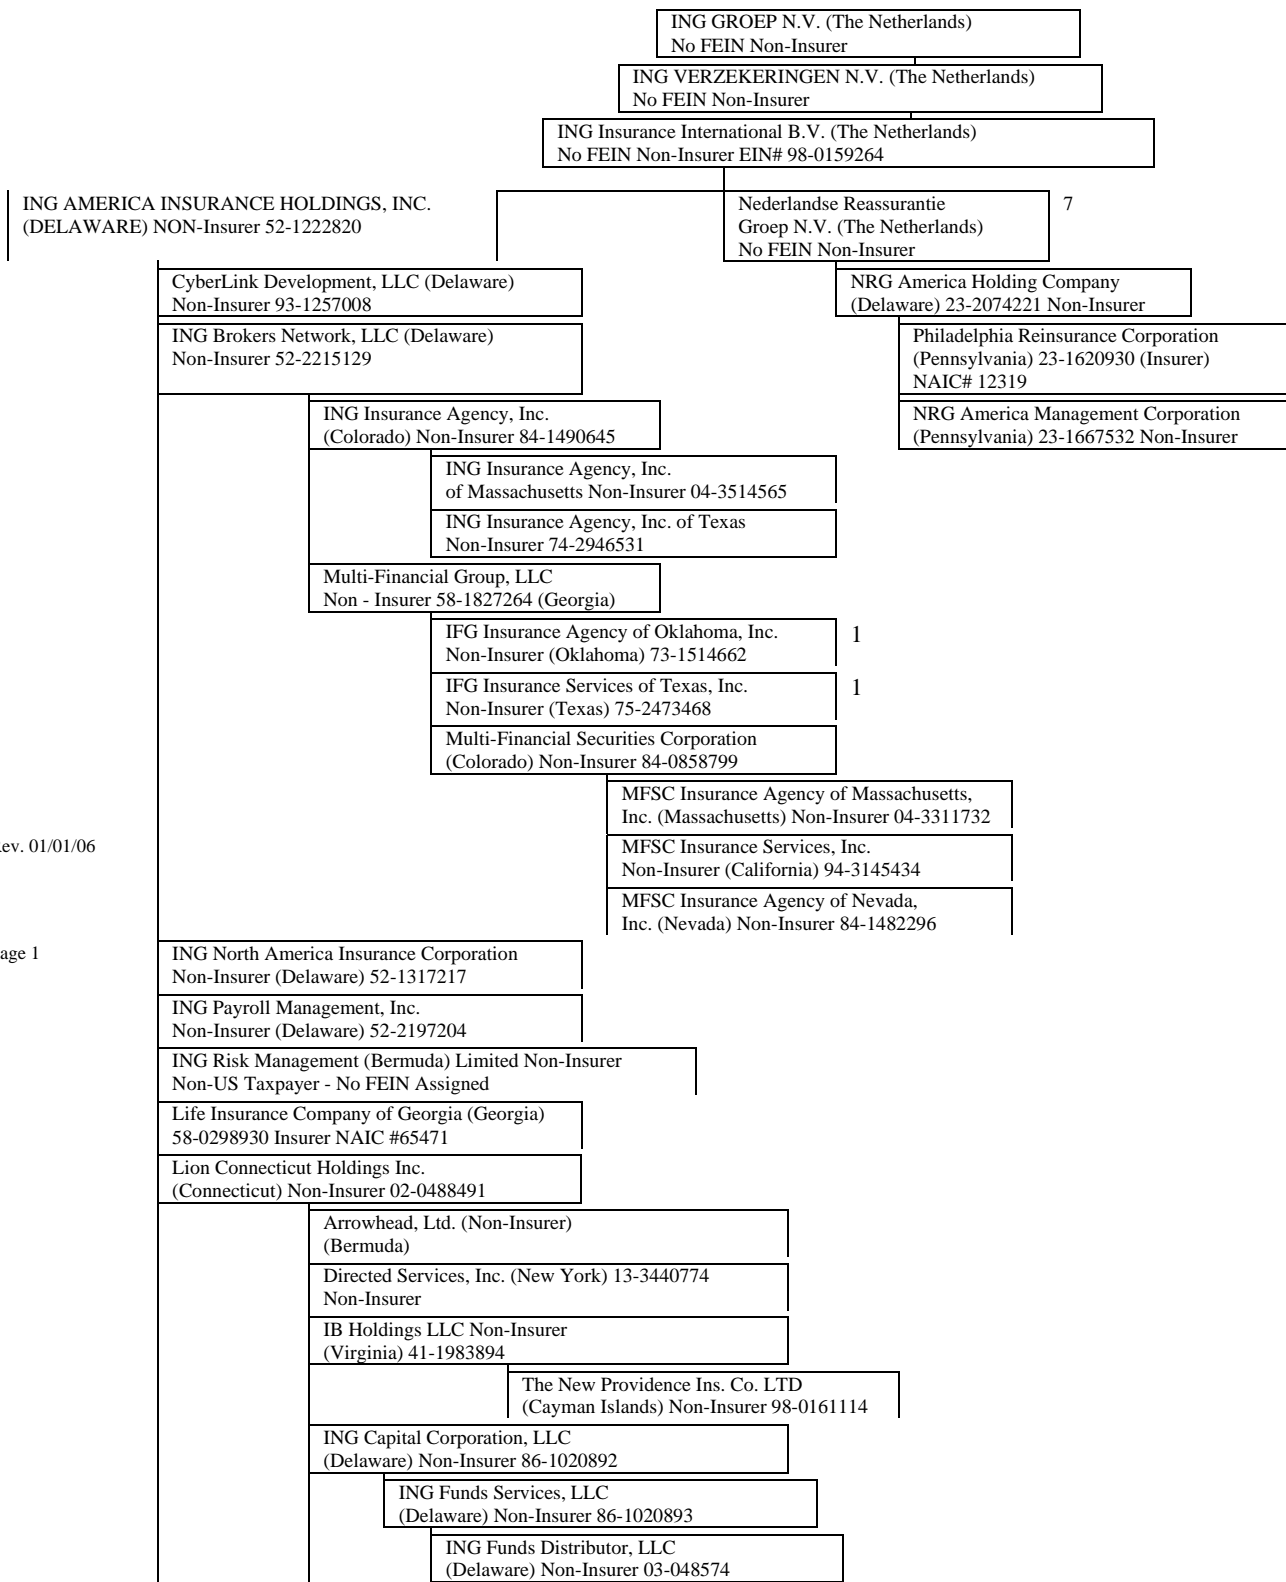 ING GROEP N.V. (The Netherlands)
No FEIN Non-Insurer
ING VERZEKERINGEN N.V. (The Netherlands)
No FEIN Non-Insurer
ING Insurance International B.V. (The Netherlands)
No FEIN Non-Insurer EIN# 98-0159264
ING AMERICA INSURANCE HOLDINGS, INC.
(DELAWARE) NON-Insurer 52-1222820
Nederlandse Reassurantie
Groep N.V. (The Netherlands)
No FEIN Non-Insurer
7
CyberLink Development, LLC (Delaware)
Non-Insurer 93-1257008
NRG America Holding Company
(Delaware) 23-2074221 Non-Insurer
ING Brokers Network, LLC (Delaware)
Non-Insurer 52-2215129
Philadelphia Reinsurance Corporation
(Pennsylvania) 23-1620930 (Insurer)
NAIC# 12319
ING Insurance Agency, Inc.
(Colorado) Non-Insurer 84-1490645
NRG America Management Corporation
(Pennsylvania) 23-1667532 Non-Insurer
ING Insurance Agency, Inc.
of Massachusetts Non-Insurer 04-3514565
ING Insurance Agency, Inc. of Texas
Non-Insurer 74-2946531
Multi-Financial Group, LLC
Non - Insurer 58-1827264 (Georgia)
IFG Insurance Agency of Oklahoma, Inc.
Non-Insurer (Oklahoma) 73-1514662
1
IFG Insurance Services of Texas, Inc.
Non-Insurer (Texas) 75-2473468
1
Multi-Financial Securities Corporation
(Colorado) Non-Insurer 84-0858799
MFSC Insurance Agency of Massachusetts,
Inc. (Massachusetts) Non-Insurer 04-3311732
ev. 01/01/06
MFSC Insurance Services, Inc.
Non-Insurer (California) 94-3145434
MFSC Insurance Agency of Nevada,
Inc. (Nevada) Non-Insurer 84-1482296
age 1
ING North America Insurance Corporation
Non-Insurer (Delaware) 52-1317217
ING Payroll Management, Inc.
Non-Insurer (Delaware) 52-2197204
ING Risk Management (Bermuda) Limited Non-Insurer
Non-US Taxpayer - No FEIN Assigned
Life Insurance Company of Georgia (Georgia)
58-0298930 Insurer NAIC #65471
Lion Connecticut Holdings Inc.
(Connecticut) Non-Insurer 02-0488491
Arrowhead, Ltd. (Non-Insurer)
(Bermuda)
Directed Services, Inc. (New York) 13-3440774
Non-Insurer
IB Holdings LLC Non-Insurer
(Virginia) 41-1983894
The New Providence Ins. Co. LTD
(Cayman Islands) Non-Insurer 98-0161114
ING Capital Corporation, LLC
(Delaware) Non-Insurer 86-1020892
ING Funds Services, LLC
(Delaware) Non-Insurer 86-1020893
ING Funds Distributor, LLC
(Delaware) Non-Insurer 03-048574